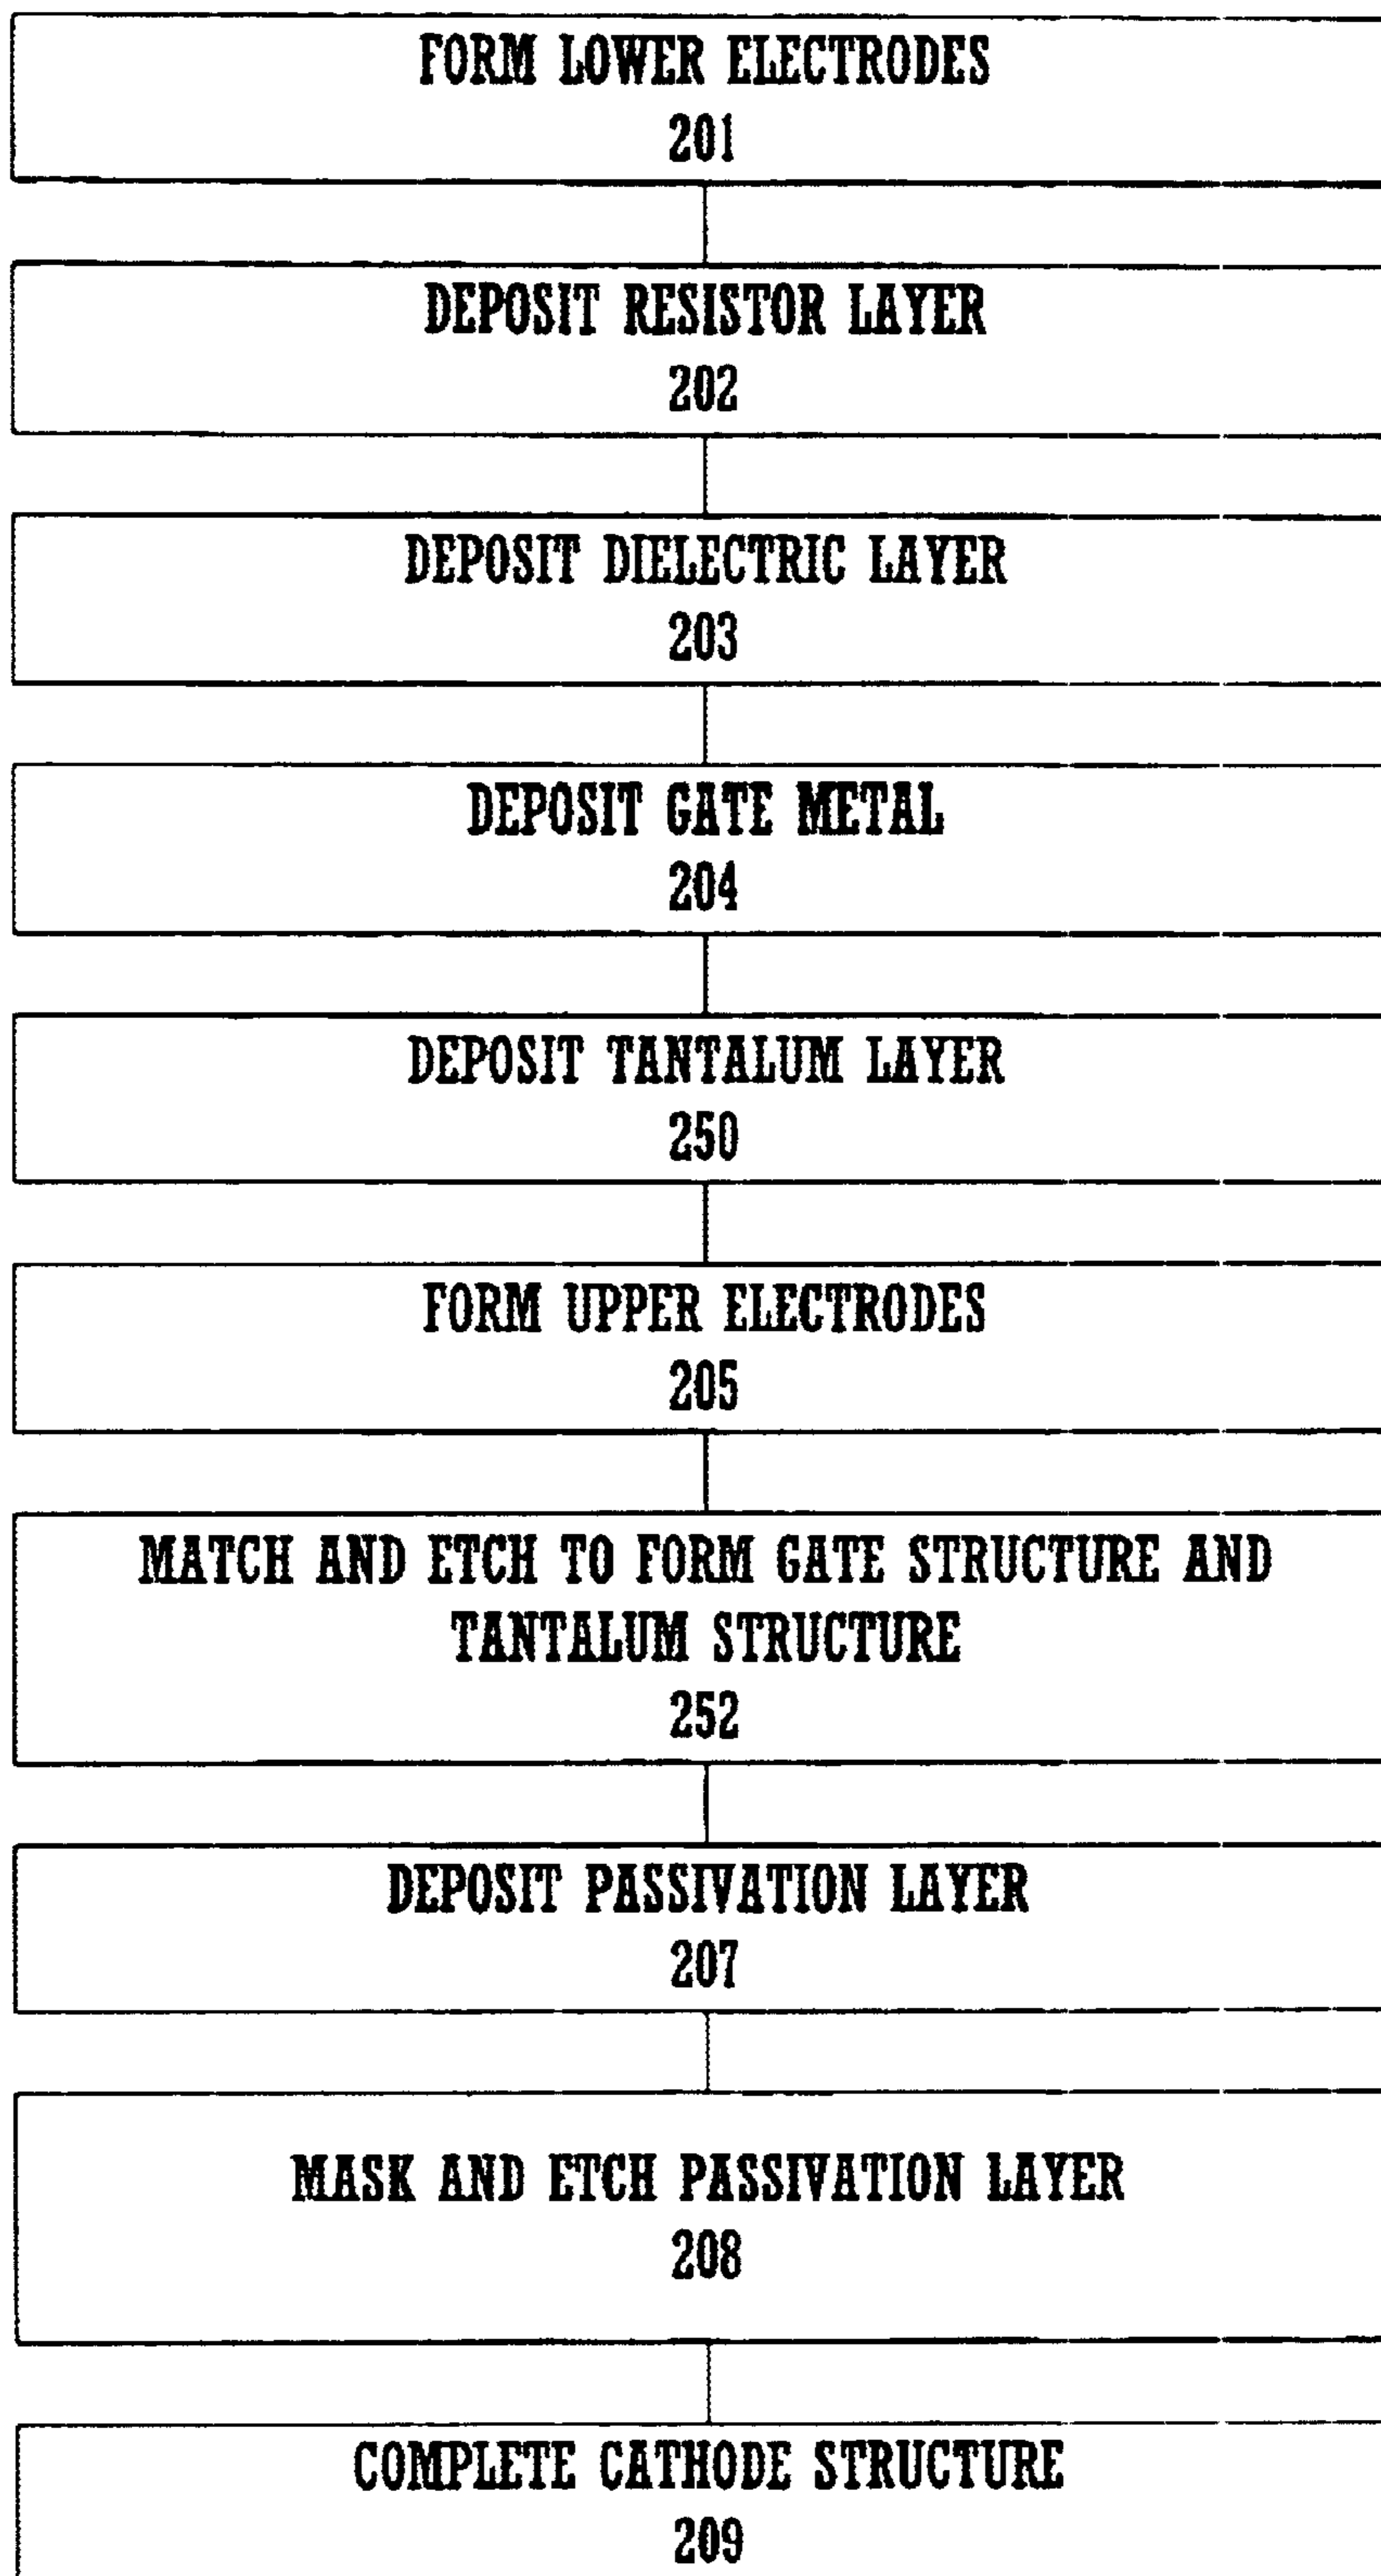 FORM LOWER ELECTRODES
201
DEPOSIT RESISTOR LAYER
202
DEPOSIT DIELECTRIC LAYER
203
DEPOSIT GATE METAL
204
DEPOSIT TANTALUM LAYER
250
FORM UPPER ELECTRODES
205
MATCH AND ETCH TO FORM GATE STRUCTURE AND
TANTALUM STRUCTURE
252
DEPOSIT PASSIVATION LAYER
207
MASK AND ETCH PASSIVATION LAYER
208
COMPLETE CATHODE STRUCTURE
209